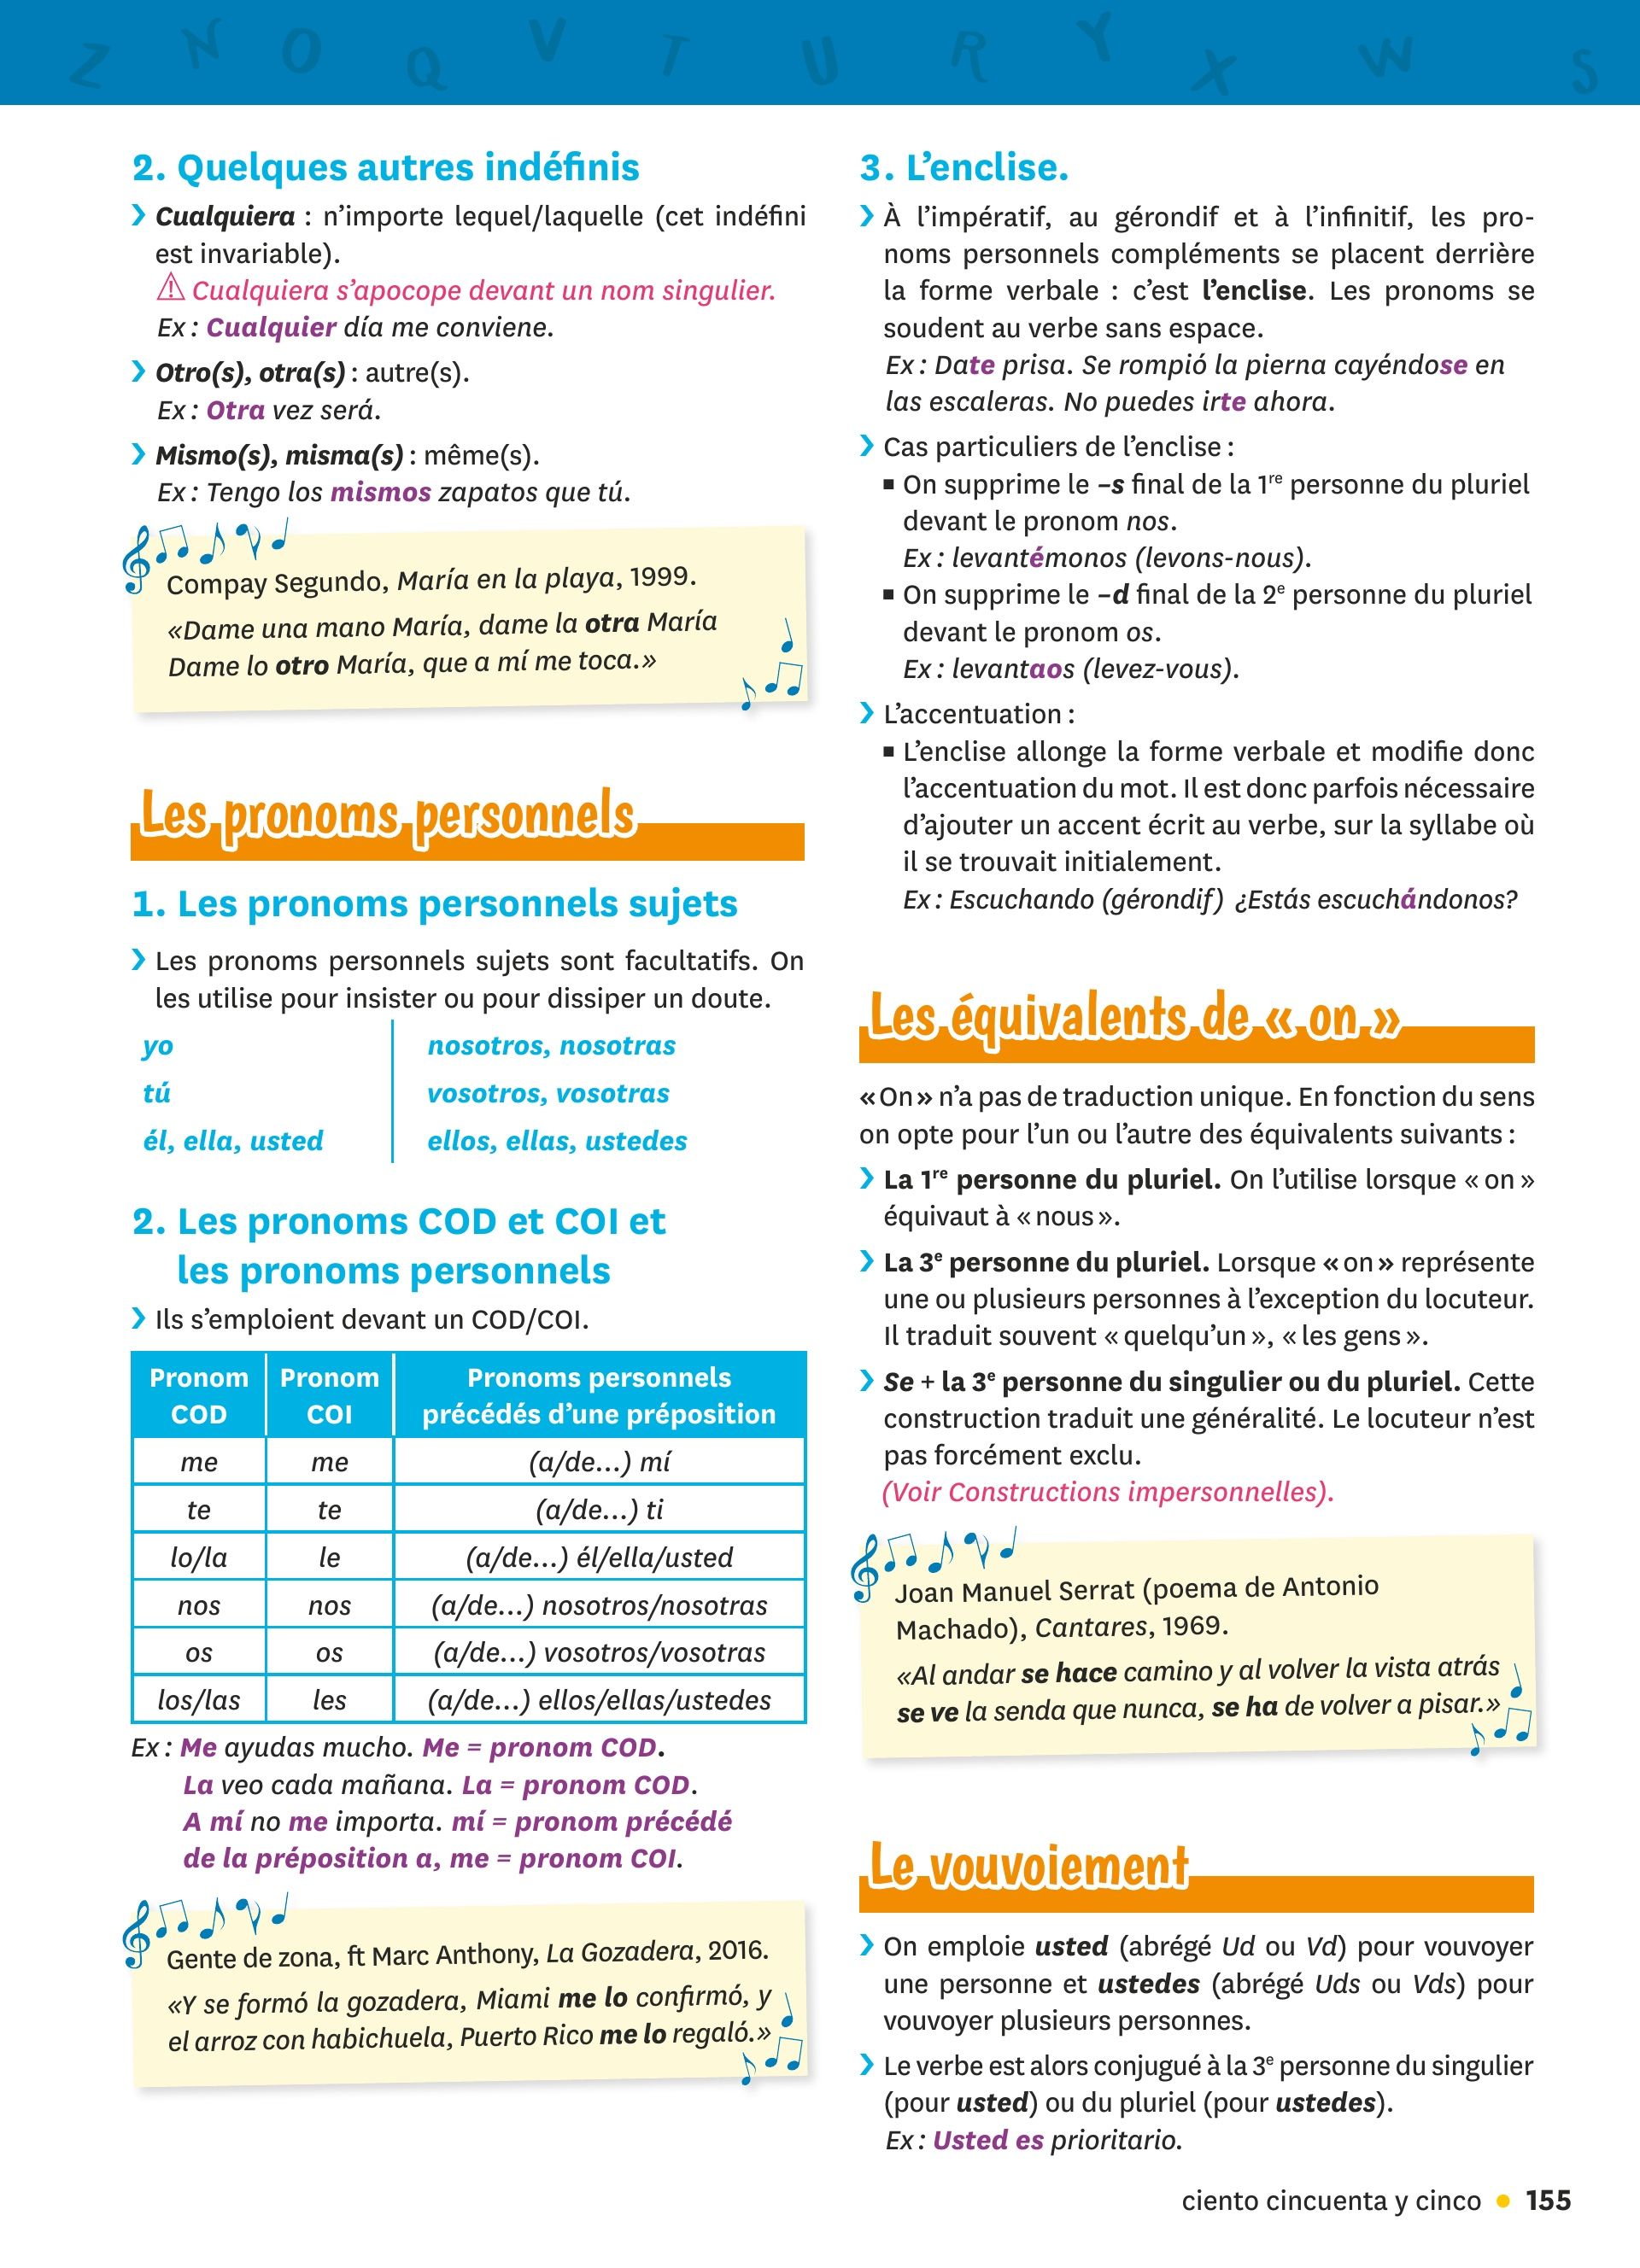 Z N O Q V T U R Y X W S
2. Quelques autres indéfinis
› Cualquiera : n’importe lequel/laquelle (cet indéfini
est invariable).
⚠ Cualquiera s’apocope devant un nom singulier.
Ex : Cualquier día me conviene.
› Otro(s), otra(s) : autre(s).
Ex : Otra vez será.
› Mismo(s), misma(s) : même(s).
Ex : Tengo los mismos zapatos que tú.
Compay Segundo, María en la playa, 1999.
«Dame una mano María, dame la otra María
Dame lo otro María, que a mí me toca.»
Les pronoms personnels
1. Les pronoms personnels sujets
› Les pronoms personnels sujets sont facultatifs. On
les utilise pour insister ou pour dissiper un doute.
yo nosotros, nosotras
tú vosotros, vosotras
él, ella, usted ellos, ellas, ustedes
2. Les pronoms COD et COI et
les pronoms personnels
› Ils s’emploient devant un COD/COI.
Pronom Pronom Pronoms personnels
COD COI précédés d’une préposition
me me (a/de...) mí
te te (a/de...) ti
lo/la le (a/de...) él/ella/usted
nos nos (a/de...) nosotros/nosotras
os os (a/de...) vosotros/vosotras
los/las les (a/de...) ellos/ellas/ustedes
Ex : Me ayudas mucho. Me = pronom COD.
La veo cada mañana. La = pronom COD.
A mí no me importa. mí = pronom précédé
de la préposition a, me = pronom COI.
Gente de zona, ft Marc Anthony, La Gozadera, 2016.
«Y se formó la gozadera, Miami me lo confirmó, y
el arroz con habichuela, Puerto Rico me lo regaló.»
3. L’enclise.
› À l’impératif, au gérondif et à l’infinitif, les pro-
noms personnels compléments se placent derrière
la forme verbale : c’est l’enclise. Les pronoms se
soudent au verbe sans espace.
Ex : Date prisa. Se rompió la pierna cayéndose en
las escaleras. No puedes irte ahora.
› Cas particuliers de l’enclise :
▪ On supprime le –s final de la 1re personne du pluriel
devant le pronom nos.
Ex : levantémonos (levons-nous).
▪ On supprime le –d final de la 2e personne du pluriel
devant le pronom os.
Ex : levantaos (levez-vous).
› L’accentuation :
▪ L’enclise allonge la forme verbale et modifie donc
l’accentuation du mot. Il est donc parfois nécessaire
d’ajouter un accent écrit au verbe, sur la syllabe où
il se trouvait initialement.
Ex : Escuchando (gérondif) ¿Estás escuchándonos?
Les équivalents de « on »
« On » n’a pas de traduction unique. En fonction du sens
on opte pour l’un ou l’autre des équivalents suivants :
› La 1re personne du pluriel. On l’utilise lorsque « on »
équivaut à « nous ».
› La 3e personne du pluriel. Lorsque « on » représente
une ou plusieurs personnes à l’exception du locuteur.
Il traduit souvent « quelqu’un », « les gens ».
› Se + la 3e personne du singulier ou du pluriel. Cette
construction traduit une généralité. Le locuteur n’est
pas forcément exclu.
(Voir Constructions impersonnelles).
Joan Manuel Serrat (poema de Antonio
Machado), Cantares, 1969.
«Al andar se hace camino y al volver la vista atrás
se ve la senda que nunca, se ha de volver a pisar.»
Le vouvoiement
› On emploie usted (abrégé Ud ou Vd) pour vouvoyer
une personne et ustedes (abrégé Uds ou Vds) pour
vouvoyer plusieurs personnes.
› Le verbe est alors conjugué à la 3e personne du singulier
(pour usted) ou du pluriel (pour ustedes).
Ex : Usted es prioritario.
ciento cincuenta y cinco • 155